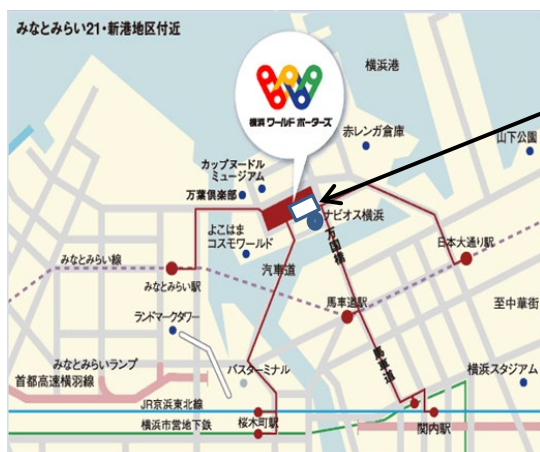 みなとみらい21・新港地区付近
横浜港
横浜 ワールド ポーターズ
赤レンガ倉庫
山下公園
カップヌードル
ミュージアム
万葉倶楽部
ナビオス横浜
よこはま
コスモワールド
万国橋
日本大通り駅
みなとみらい線
汽車道
みなとみらい駅
馬車道駅
至中華街
ランドマークタワー
馬車道
みなとみらいランプ
バスターミナル
横浜スタジアム
首都高速横羽線
JR京浜東北線
桜木町駅
横浜市営地下鉄
関内駅